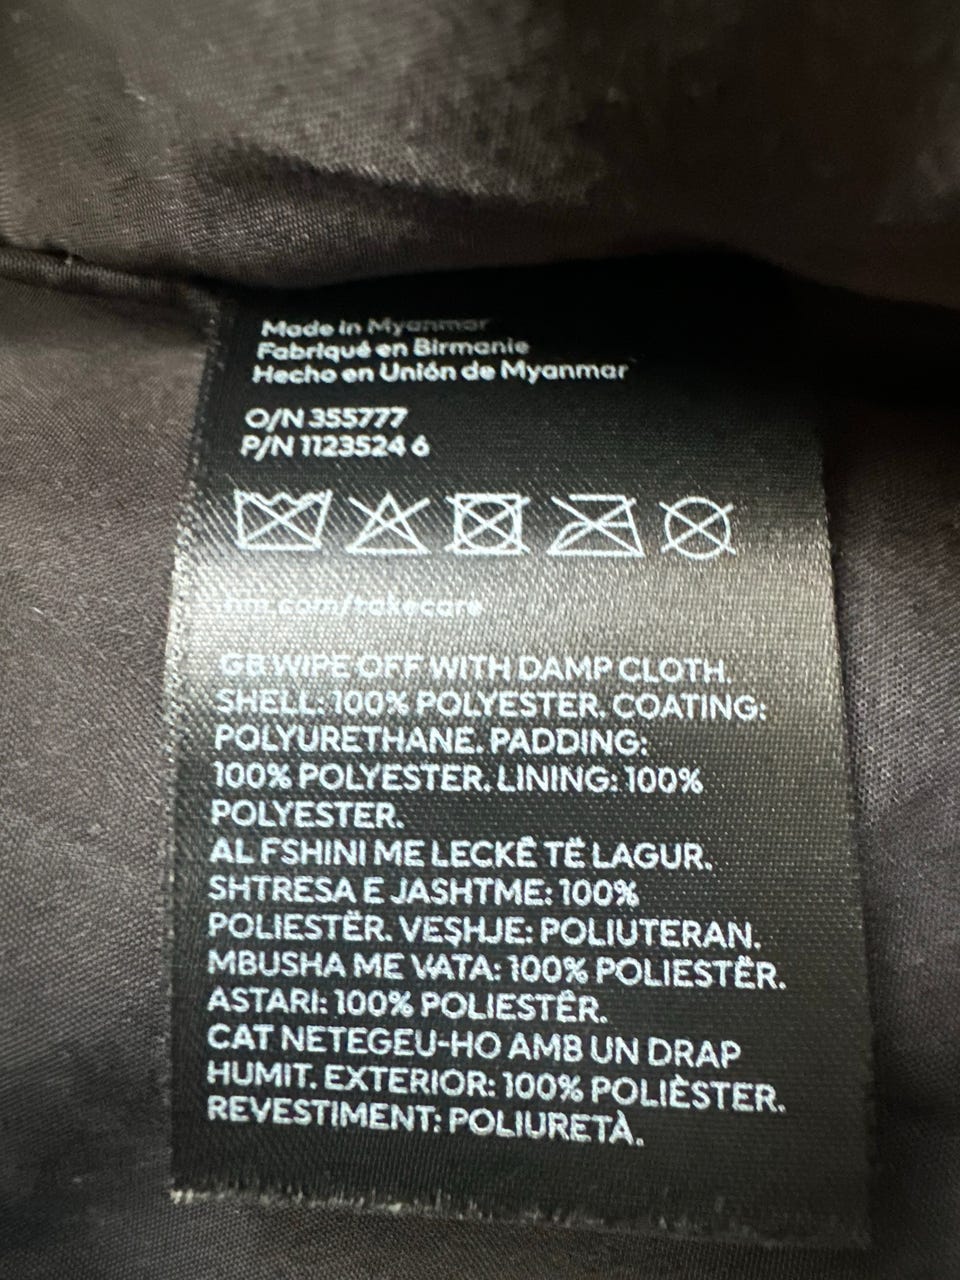 Made in Myanmar
Fabriqué en Birmanie
Hecho en Unión de Myanmar
O/N 355777
P/N 1123524 6
hm.com/takecare
GB WIPE OFF WITH DAMP CLOTH.
SHELL: 100% POLYESTER. COATING:
POLYURETHANE. PADDING:
100% POLYESTER. LINING: 100%
POLYESTER.
AL FSHINI ME LECKË TË LAGUR.
SHTRESA E JASHTME: 100%
POLIESTËR. VESHJE: POLIUTERAN.
MBUSHA ME VATA: 100% POLIESTËR.
ASTARI: 100% POLIESTËR.
CAT NETEGEU-HO AMB UN DRAP
HUMIT. EXTERIOR: 100% POLIÈSTER.
REVESTIMENT: POLIURETÀ.